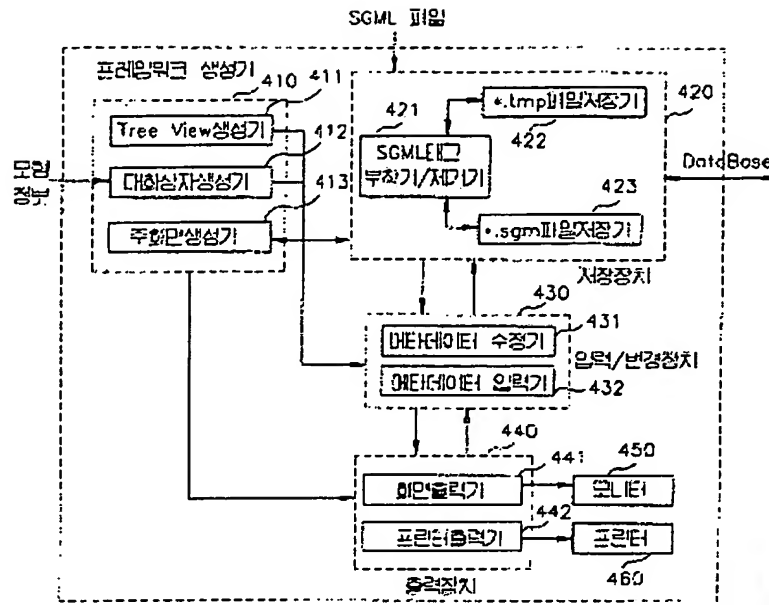 SGML 파일
프레임워크 생성기
410
411
Tree View생성기
412
대화상자생성기
413
주화면생성기
모형
정보
421
SGML태그
부착기/제거기
*.tmp파일저장기
422
423
*.sgm파일저장기
420
DataBase
저장장치
430
메타데이터 수정기
431
메타데이터 입력기
432
입력/변경장치
440
441
화면출력기
442
프린터출력기
450
모니터
프린터
460
출력장치